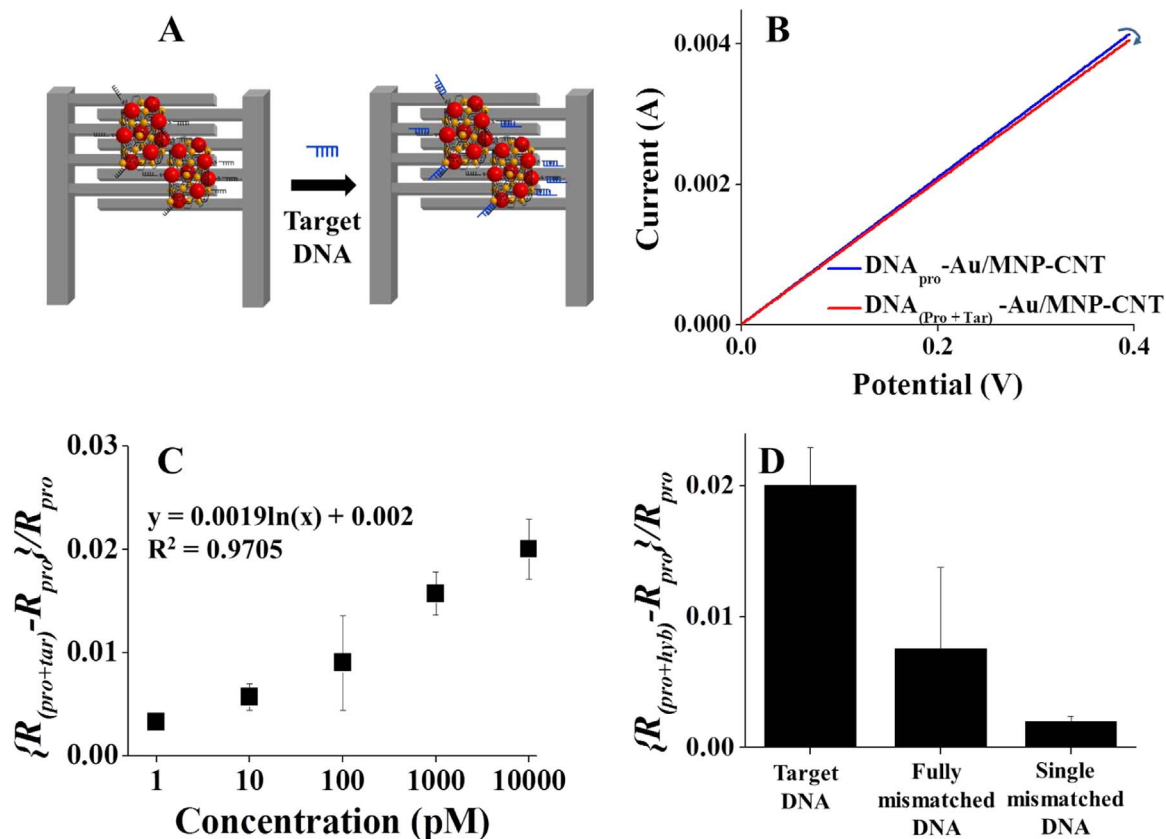 A
Target
DNA
B
Current (A)
0.004
0.002
0.000
0.0
0.2
0.4
Potential (V)
DNApro-Au/MNP-CNT
DNA(Pro + Tar) -Au/MNP-CNT
C
{R(pro+tar)-Rpro}/Rpro
0.03
0.02
0.01
0.00
y = 0.0019ln(x) + 0.002
R2 = 0.9705
1
10
100
1000
10000
Concentration (pM)
D
{R(pro+hyb)-Rpro}/Rpro
0.02
0.01
0.00
Target
DNA
Fully
mismatched
DNA
Single
mismatched
DNA